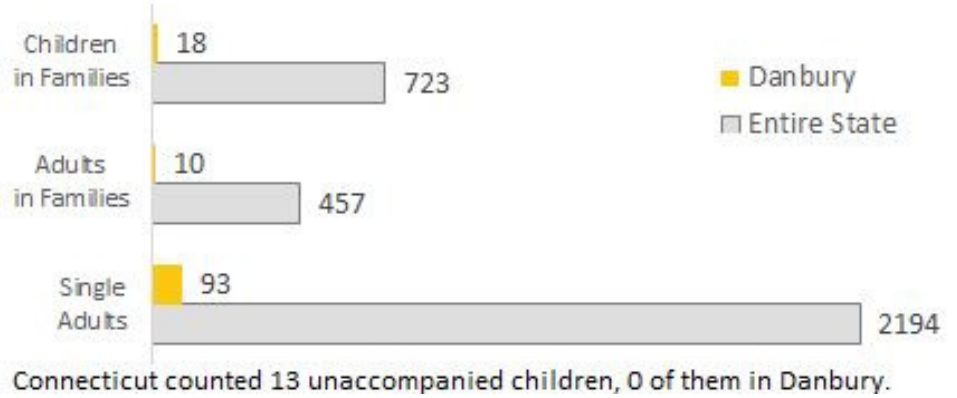 Children
in Families
18
723
Danbury
Entire State
Adults
in Families
10
457
Single
Adults
93
2194
Connecticut counted 13 unaccompanied children, 0 of them in Danbury.